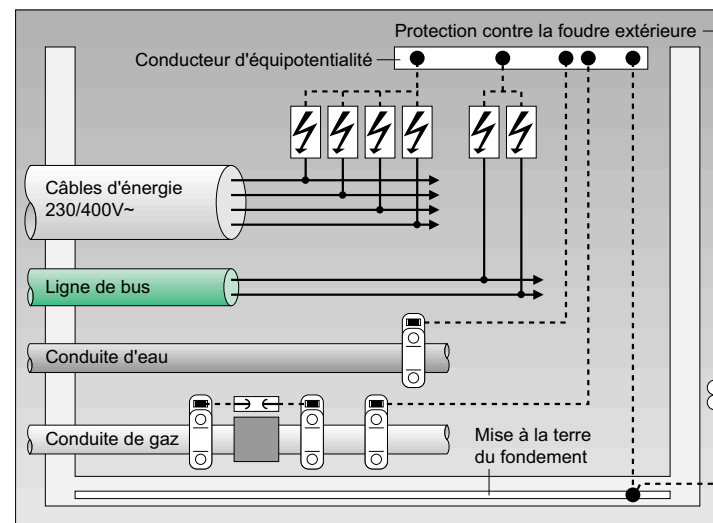 Protection contre la foudre extérieure
Conducteur d'équipotentialité
Câbles d'énergie
230/400V~
Ligne de bus
Conduite d'eau
Conduite de gaz
Mise à la terre
du fondement